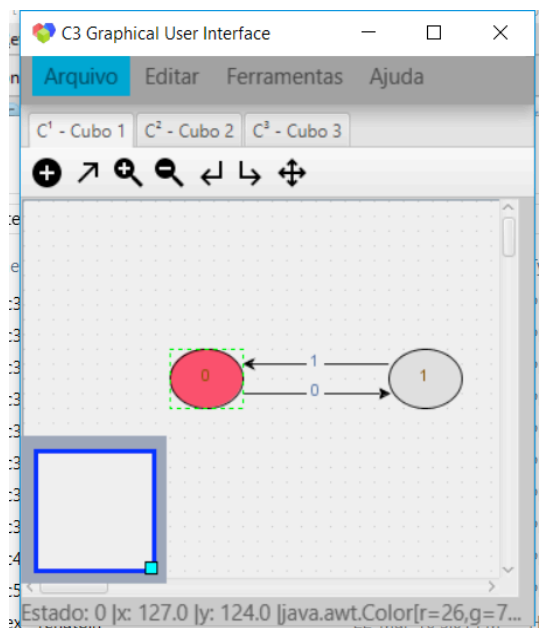 C3 Graphical User Interface
Arquivo Editar Ferramentas Ajuda
C¹ - Cubo 1 C² - Cubo 2 C³ - Cubo 3
0 1 1
0
Estado: 0 |x: 127.0 |y: 124.0 |java.awt.Color[r=26,g=7...